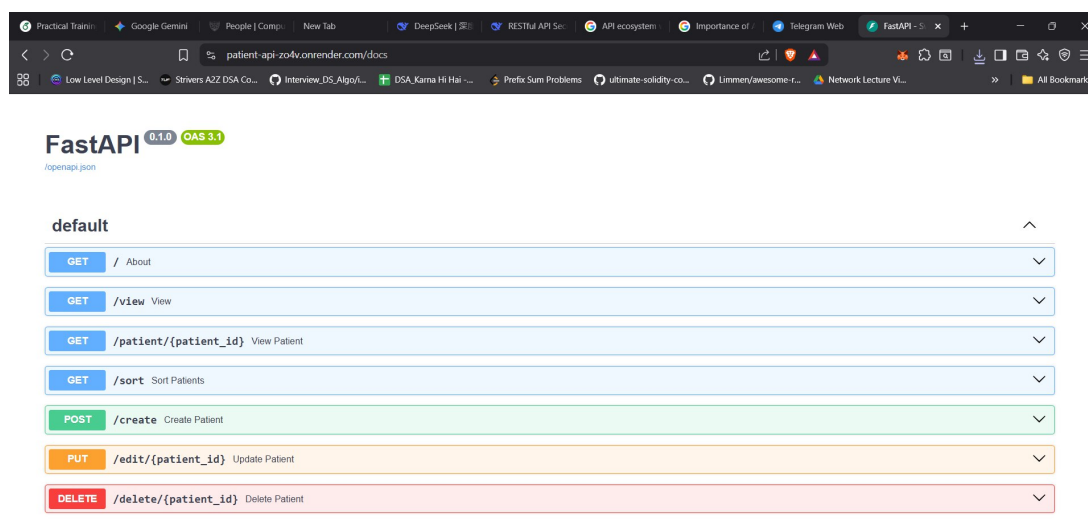 Practical Trainin Google Gemini People | Compu New Tab DeepSeek | 深 RESTful API Sec API ecosystem Importance of Telegram Web FastAPI - S
patient-api-zo4v.onrender.com/docs
Low Level Design | S... Strivers A2Z DSA Co... Interview_DS_Algo/i... DSA_Karna Hi Hai -... Prefix Sum Problems ultimate-solidity-co... Limmen/awesome-r... Network Lecture Vi... » All Bookmark
FastAPI 0.1.0 OAS 3.1
/openapi.json
default
GET / About
GET /view View
GET /patient/{patient_id} View Patient
GET /sort Sort Patients
POST /create Create Patient
PUT /edit/{patient_id} Update Patient
DELETE /delete/{patient_id} Delete Patient